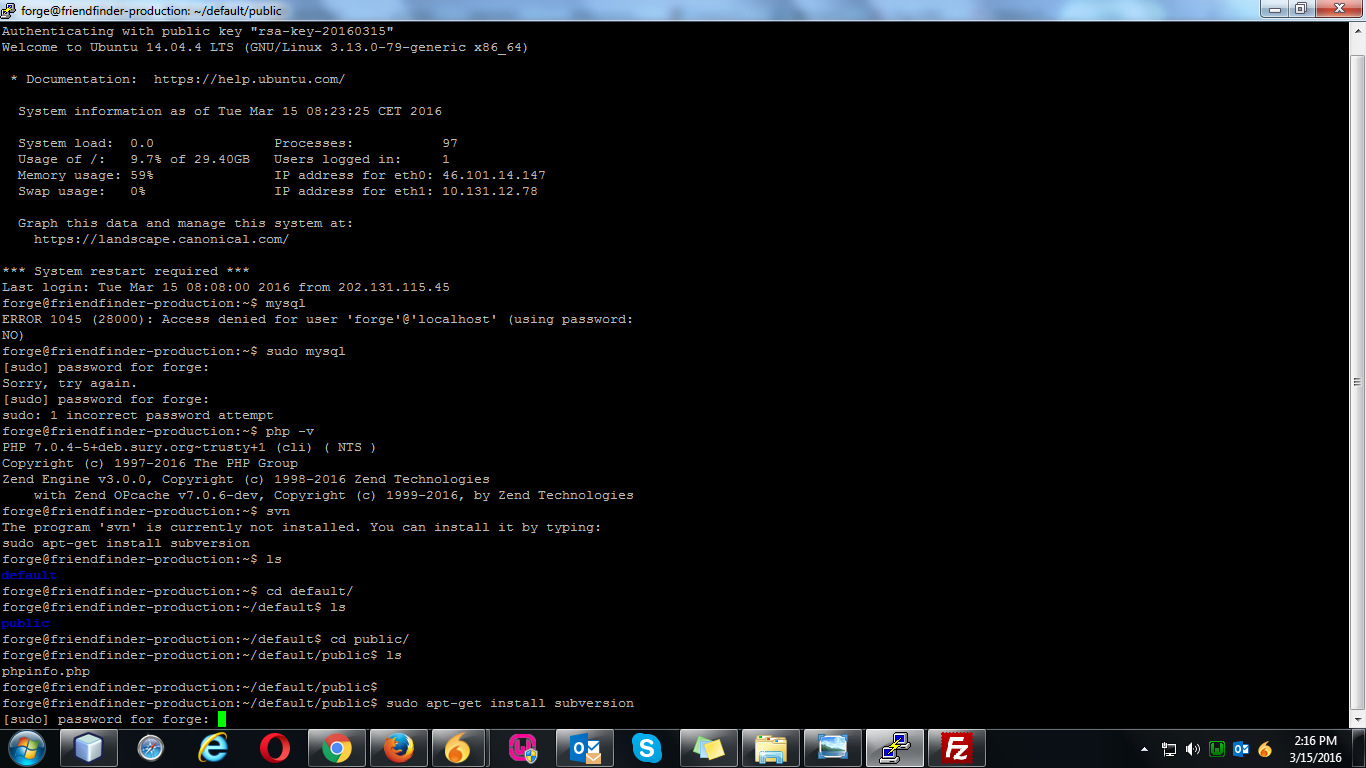 forge@friendfinder-production: ~/default/public
Authenticating with public key "rsa-key-20160315"
Welcome to Ubuntu 14.04.4 LTS (GNU/Linux 3.13.0-79-generic x86_64)
* Documentation:  https://help.ubuntu.com/
System information as of Tue Mar 15 08:23:25 CET 2016
System load:  0.0               Processes:           97
Usage of /:   9.7% of 29.40GB   Users logged in:     1
Memory usage: 59%               IP address for eth0: 46.101.14.147
Swap usage:   0%                IP address for eth1: 10.131.12.78
Graph this data and manage this system at:
https://landscape.canonical.com/
*** System restart required ***
Last login: Tue Mar 15 08:08:00 2016 from 202.131.115.45
forge@friendfinder-production:~$ mysql
ERROR 1045 (28000): Access denied for user 'forge'@'localhost' (using password:
NO)
forge@friendfinder-production:~$ sudo mysql
[sudo] password for forge:
Sorry, try again.
[sudo] password for forge:
sudo: 1 incorrect password attempt
forge@friendfinder-production:~$ php -v
PHP 7.0.4-5+deb.sury.org~trusty+1 (cli) ( NTS )
Copyright (c) 1997-2016 The PHP Group
Zend Engine v3.0.0, Copyright (c) 1998-2016 Zend Technologies
with Zend OPcache v7.0.6-dev, Copyright (c) 1999-2016, by Zend Technologies
forge@friendfinder-production:~$ svn
The program 'svn' is currently not installed. You can install it by typing:
sudo apt-get install subversion
forge@friendfinder-production:~$ ls
default
forge@friendfinder-production:~$ cd default/
forge@friendfinder-production:~/default$ ls
public
forge@friendfinder-production:~/default$ cd public/
forge@friendfinder-production:~/default/public$ ls
phpinfo.php
forge@friendfinder-production:~/default/public$
forge@friendfinder-production:~/default/public$ sudo apt-get install subversion
[sudo] password for forge:
2:16 PM
3/15/2016